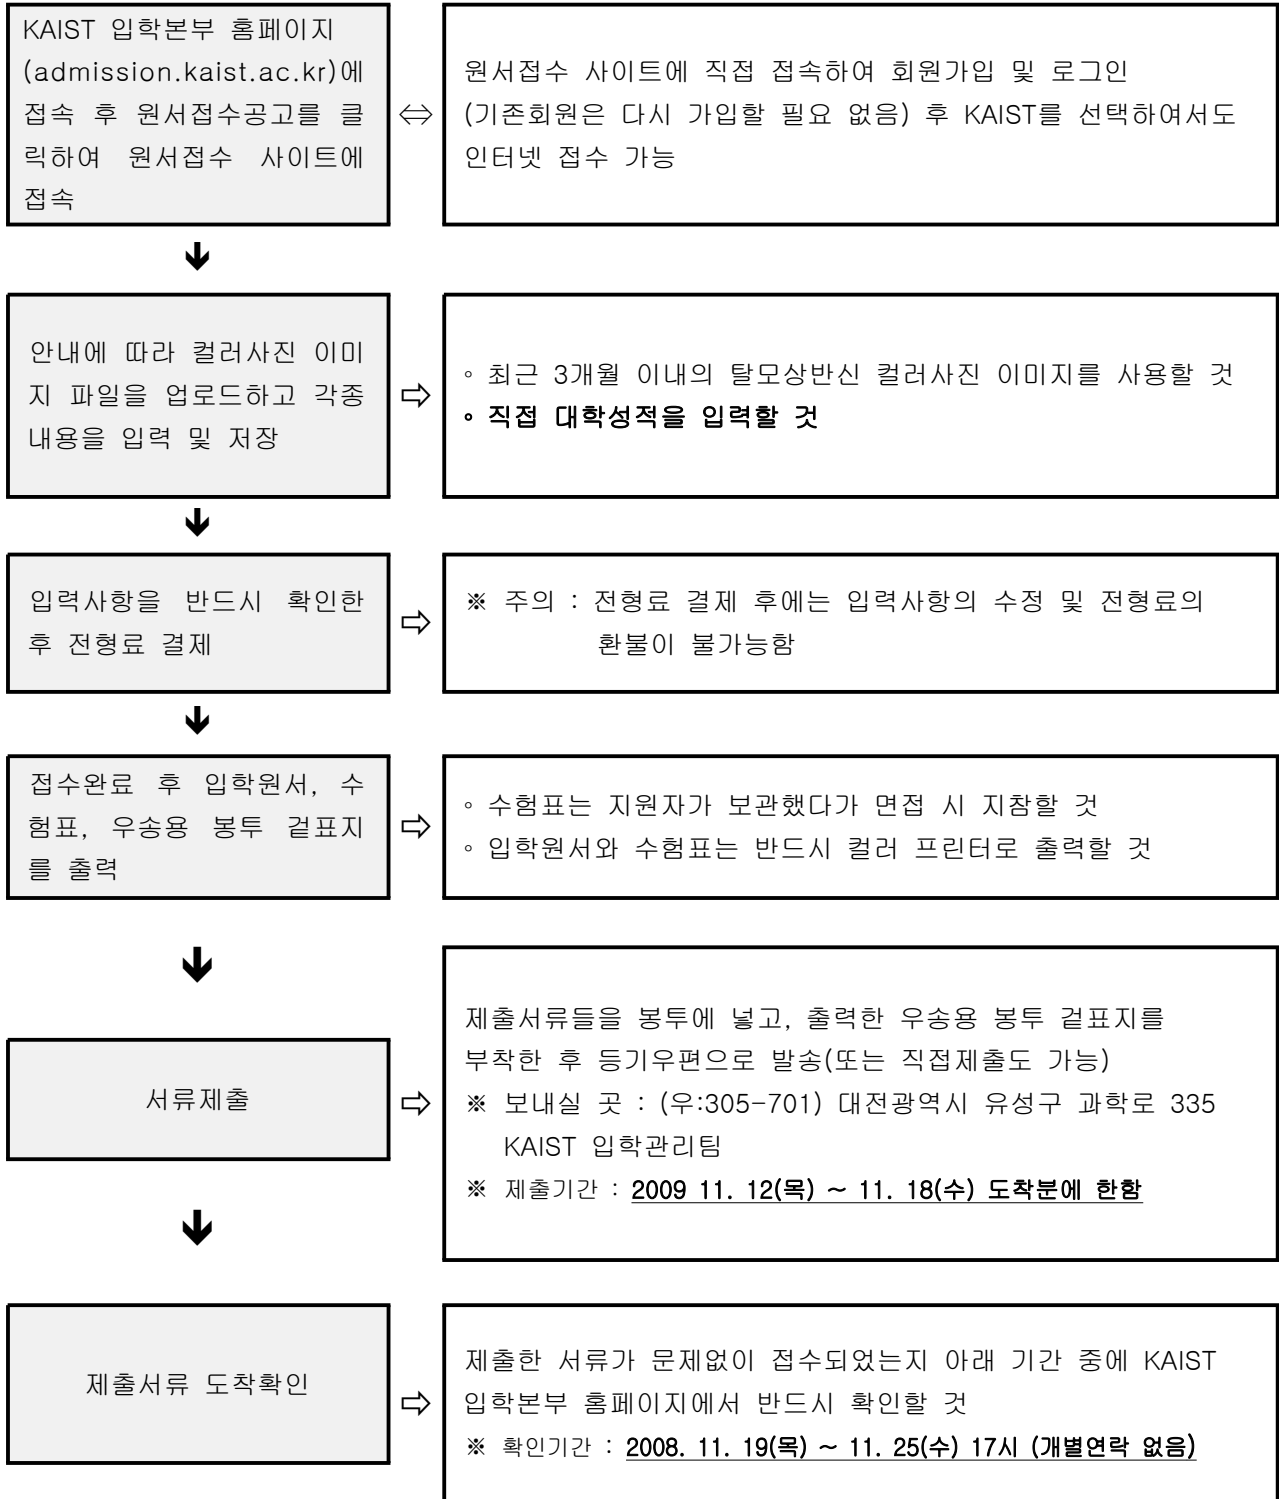 KAIST 입학본부 홈페이지
(admission.kaist.ac.kr)에
접속 후 원서접수공고를 클
릭하여 원서접수 사이트에
접속
⇔
원서접수 사이트에 직접 접속하여 회원가입 및 로그인
(기존회원은 다시 가입할 필요 없음) 후 KAIST를 선택하여서도
인터넷 접수 가능
안내에 따라 컬러사진 이미
지 파일을 업로드하고 각종
내용을 입력 및 저장
◦ 최근 3개월 이내의 탈모상반신 컬러사진 이미지를 사용할 것
◦ 직접 대학성적을 입력할 것
입력사항을 반드시 확인한
후 전형료 결제
※ 주의 : 전형료 결제 후에는 입력사항의 수정 및 전형료의
환불이 불가능함
접수완료 후 입학원서, 수
험표, 우송용 봉투 겉표지
를 출력
◦ 수험표는 지원자가 보관했다가 면접 시 지참할 것
◦ 입학원서와 수험표는 반드시 컬러 프린터로 출력할 것
서류제출
제출서류들을 봉투에 넣고, 출력한 우송용 봉투 겉표지를
부착한 후 등기우편으로 발송(또는 직접제출도 가능)
※ 보내실 곳 : (우:305-701) 대전광역시 유성구 과학로 335
KAIST 입학관리팀
※ 제출기간 : 2009 11. 12(목) ~ 11. 18(수) 도착분에 한함
제출서류 도착확인
제출한 서류가 문제없이 접수되었는지 아래 기간 중에 KAIST
입학본부 홈페이지에서 반드시 확인할 것
※ 확인기간 : 2008. 11. 19(목) ~ 11. 25(수) 17시 (개별연락 없음)